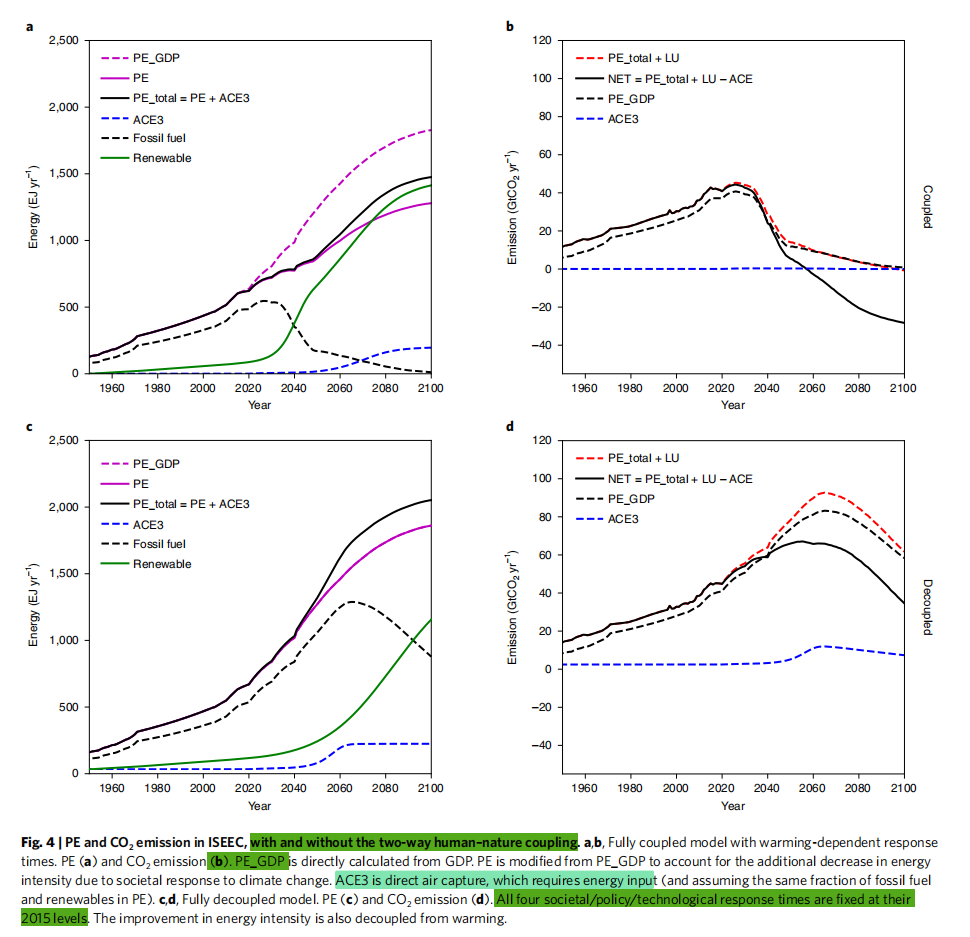 a
2,500
2,000
1,500
1,000
500
0
Energy (EJ yr⁻¹)
PE_GDP
PE
PE_total = PE + ACE3
ACE3
Fossil fuel
Renewable
1960 1980 2000 2020 2040 2060 2080 2100
Year
b
120
100
80
60
40
20
0
−20
−40
Emission (GtCO₂ yr⁻¹)
PE_total + LU
NET = PE_total + LU − ACE
PE_GDP
ACE3
1960 1980 2000 2020 2040 2060 2080 2100
Year
Coupled
c
2,500
2,000
1,500
1,000
500
0
Energy (EJ yr⁻¹)
PE_GDP
PE
PE_total = PE + ACE3
ACE3
Fossil fuel
Renewable
1960 1980 2000 2020 2040 2060 2080 2100
Year
d
120
100
80
60
40
20
0
−20
−40
Emission (GtCO₂ yr⁻¹)
PE_total + LU
NET = PE_total + LU − ACE
PE_GDP
ACE3
1960 1980 2000 2020 2040 2060 2080 2100
Year
Decoupled
Fig. 4 | PE and CO₂ emission in ISEEC, with and without the two-way human–nature coupling. a,b, Fully coupled model with warming-dependent response
times. PE (a) and CO₂ emission (b). PE_GDP is directly calculated from GDP. PE is modified from PE_GDP to account for the additional decrease in energy
intensity due to societal response to climate change. ACE3 is direct air capture, which requires energy input (and assuming the same fraction of fossil fuel
and renewables in PE). c,d, Fully decoupled model. PE (c) and CO₂ emission (d). All four societal/policy/technological response times are fixed at their
2015 levels. The improvement in energy intensity is also decoupled from warming.